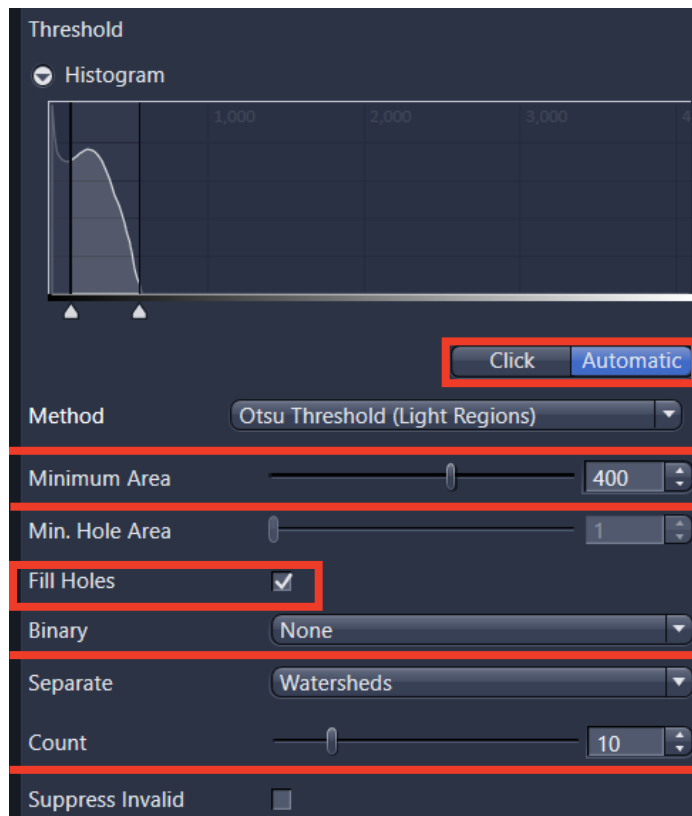 Threshold
Histogram
1,000 2,000 3,000 4
Click Automatic
Method Otsu Threshold (Light Regions)
Minimum Area 400
Min. Hole Area 1
Fill Holes
Binary None
Separate Watersheds
Count 10
Suppress Invalid